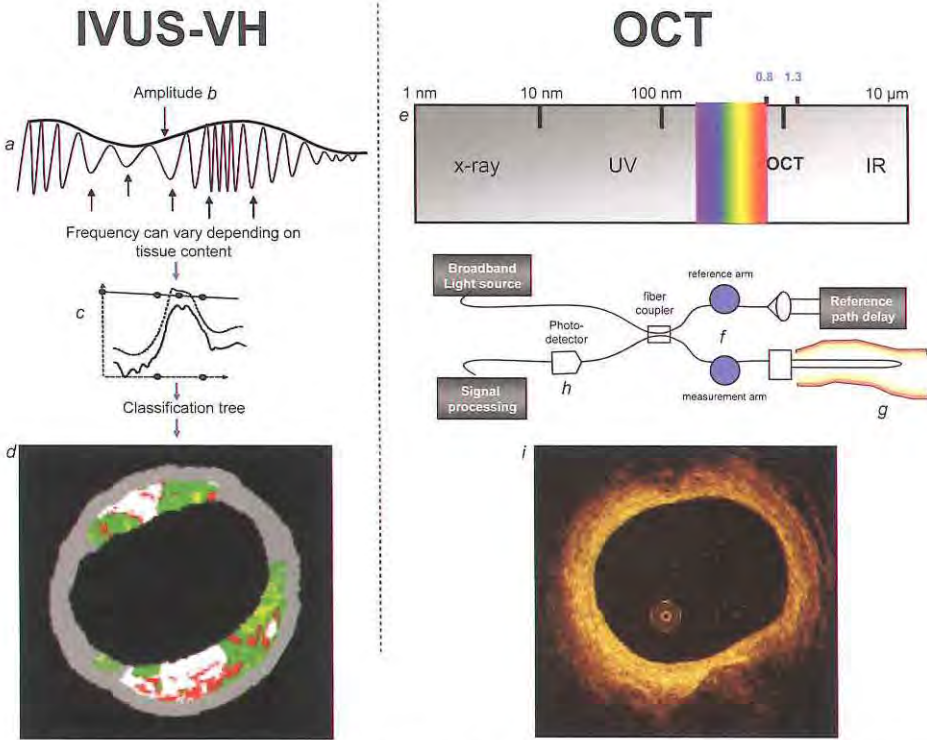 IVUS-VH
Amplitude b
a
Frequency can vary depending on
tissue content
c
Classification tree
d
OCT
0.8 1.3
1 nm 10 nm 100 nm 10 µm
e
x-ray UV OCT IR
Broadband
Light source
reference arm
fiber
coupler
Reference
path delay
Photo-
detector
f
h
Signal
processing
measurement arm
g
i